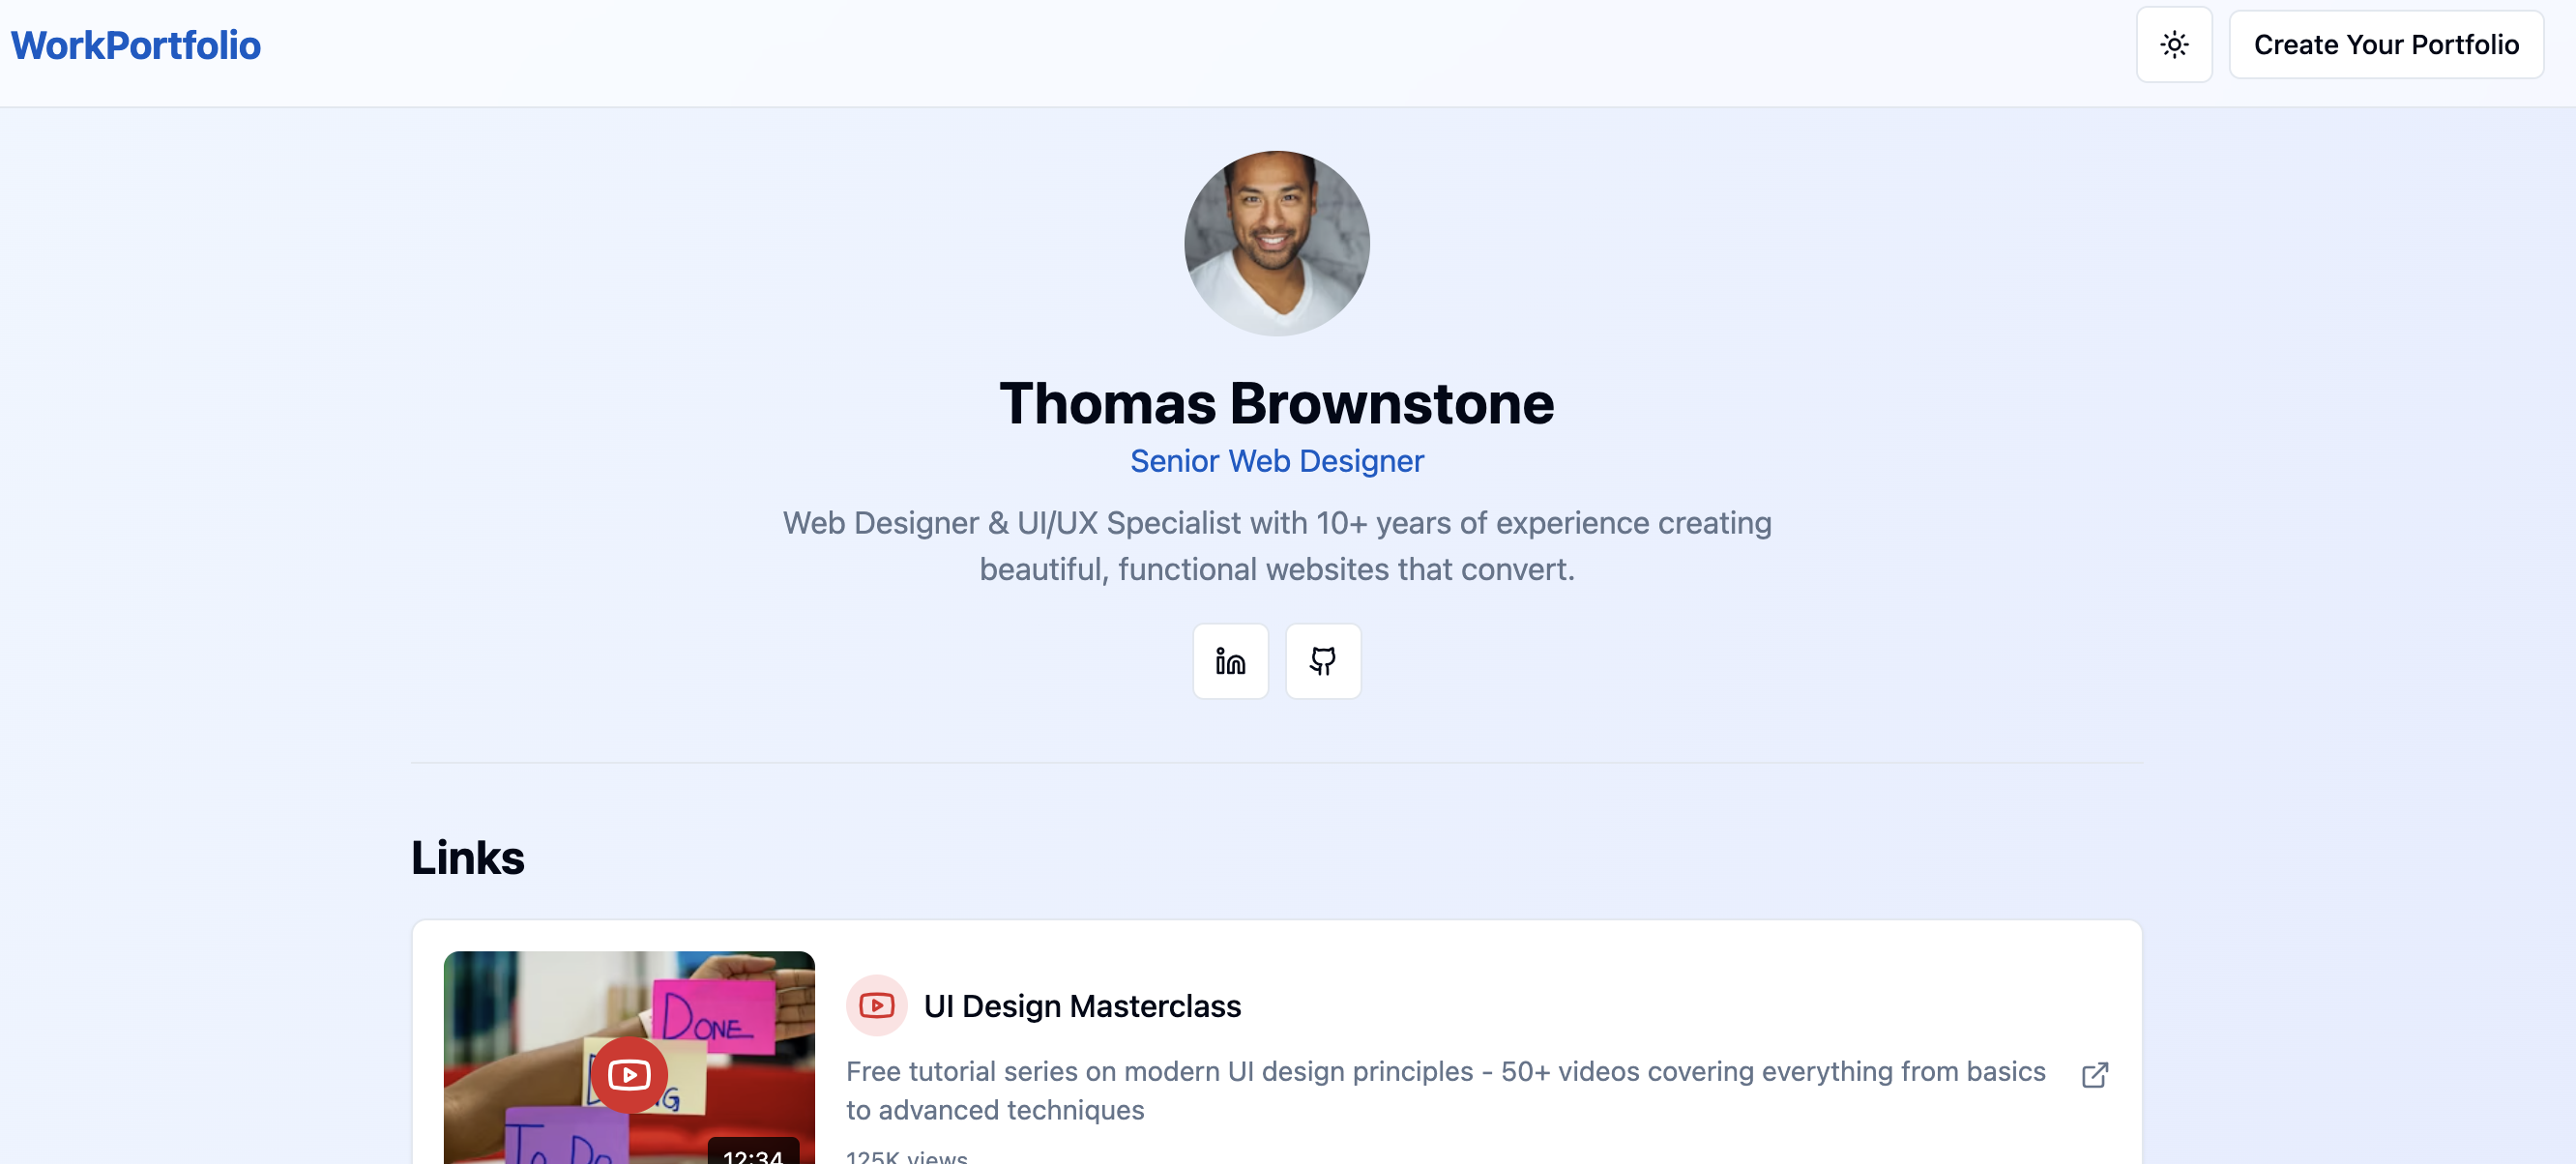 WorkPortfolio
Create Your Portfolio
Thomas Brownstone
Senior Web Designer
Web Designer & UI/UX Specialist with 10+ years of experience creating
beautiful, functional websites that convert.
Links
DONE
UI Design Masterclass
Free tutorial series on modern UI design principles - 50+ videos covering everything from basics
to advanced techniques
To Do
12:34
125K views